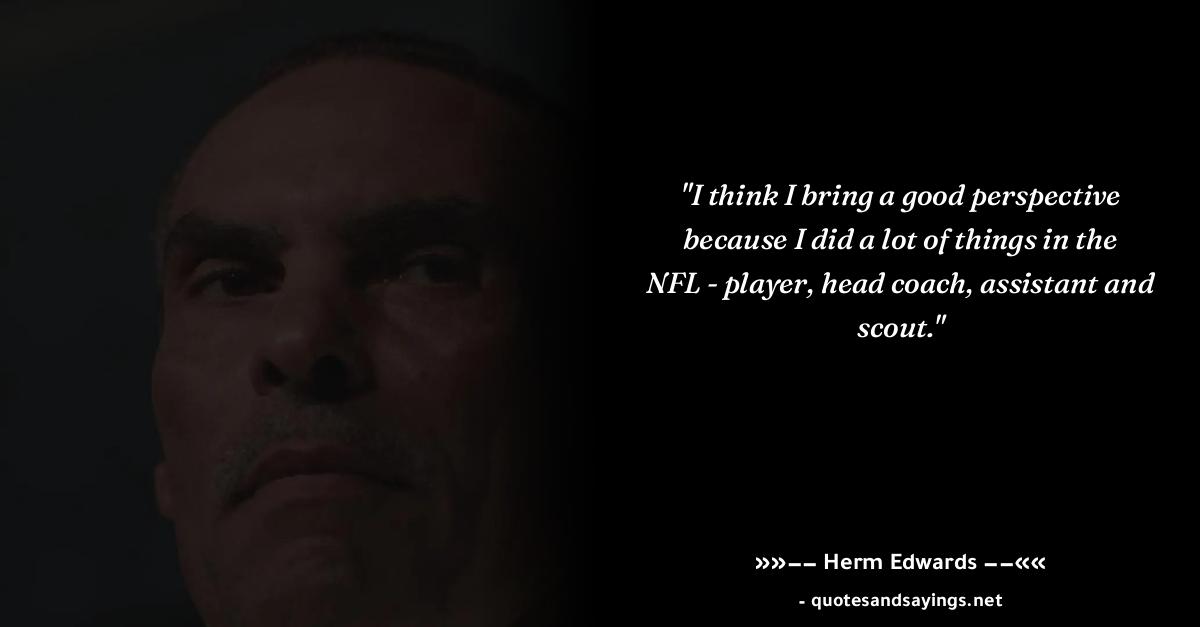 "I think I bring a good perspective
because I did a lot of things in the
NFL - player, head coach, assistant and
scout."
»»−− Herm Edwards −−««
- quotesandsayings.net